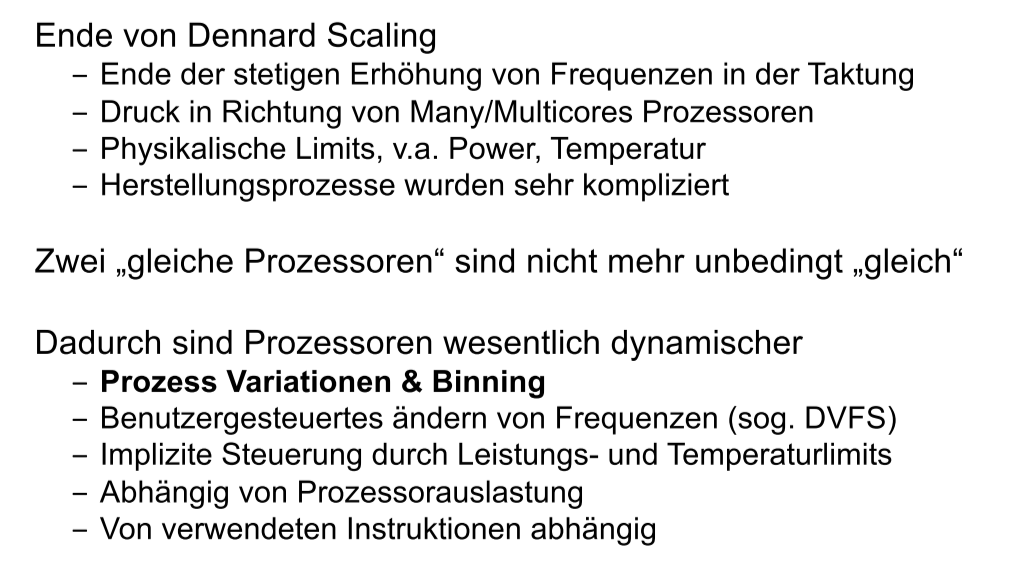 Ende von Dennard Scaling
– Ende der stetigen Erhöhung von Frequenzen in der Taktung
– Druck in Richtung von Many/Multicores Prozessoren
– Physikalische Limits, v.a. Power, Temperatur
– Herstellungsprozesse wurden sehr kompliziert
Zwei „gleiche Prozessoren“ sind nicht mehr unbedingt „gleich“
Dadurch sind Prozessoren wesentlich dynamischer
– Prozess Variationen & Binning
– Benutzergesteuertes ändern von Frequenzen (sog. DVFS)
– Implizite Steuerung durch Leistungs- und Temperaturlimits
– Abhängig von Prozessorauslastung
– Von verwendeten Instruktionen abhängig